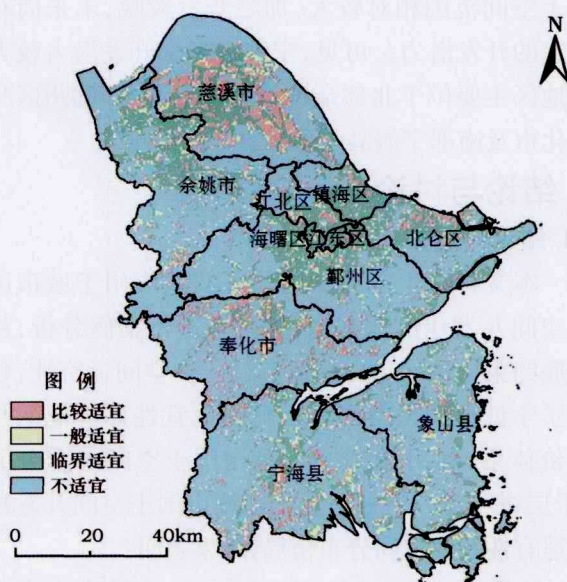 N
慈溪市
余姚市
江北区
镇海区
海曙区
江东区
北仑区
鄞州区
奉化市
象山县
宁海县
图例
比较适宜
一般适宜
临界适宜
不适宜
0 20 40km